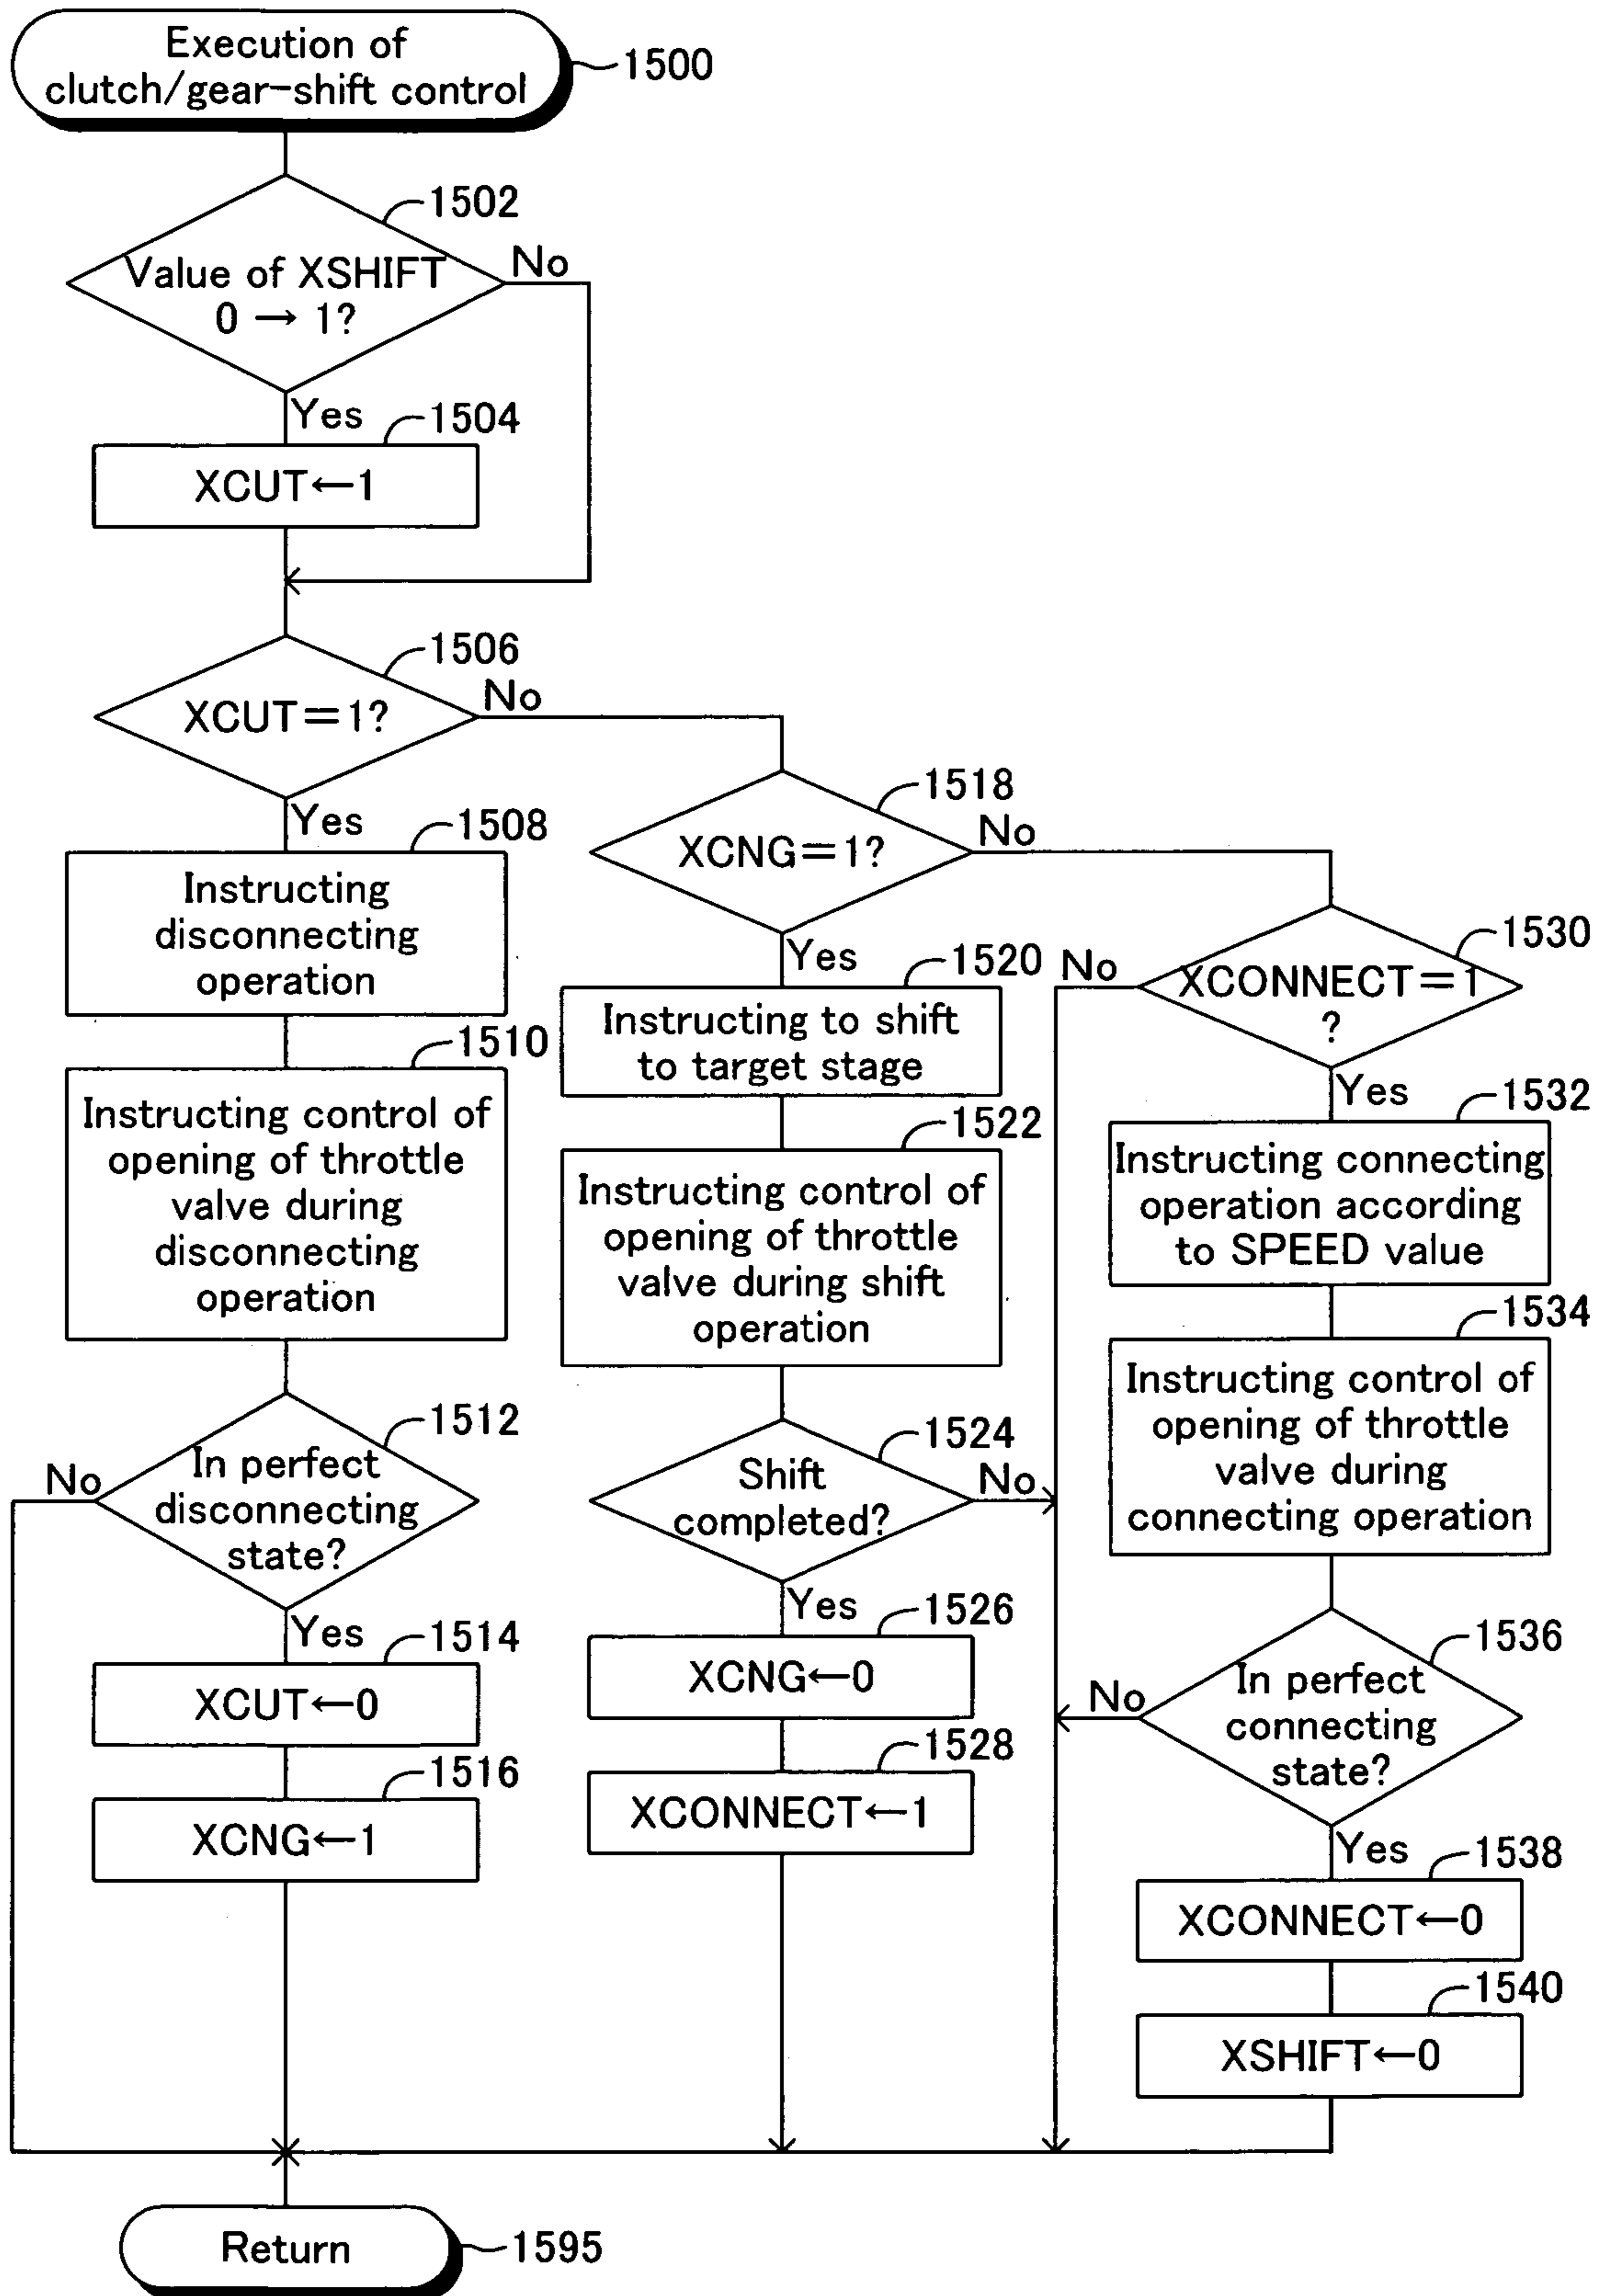 Execution of
clutch/gear-shift control
1500
1502
Value of XSHIFT
0 → 1?
No
Yes
1504
XCUT←1
1506
XCUT=1?
No
Yes
1508
Instructing
disconnecting
operation
1510
Instructing control of
opening of throttle
valve during
disconnecting
operation
1512
In perfect
disconnecting
state?
No
Yes
1514
XCUT←0
1516
XCNG←1
1518
XCNG=1?
No
Yes
1520
Instructing to shift
to target stage
1522
Instructing control of
opening of throttle
valve during shift
operation
1524
Shift
completed?
No
Yes
1526
XCNG←0
1528
XCONNECT←1
1530
XCONNECT=1
?
No
Yes
1532
Instructing connecting
operation according
to SPEED value
1534
Instructing control of
opening of throttle
valve during
connecting operation
1536
In perfect
connecting
state?
No
Yes
1538
XCONNECT←0
1540
XSHIFT←0
Return
1595